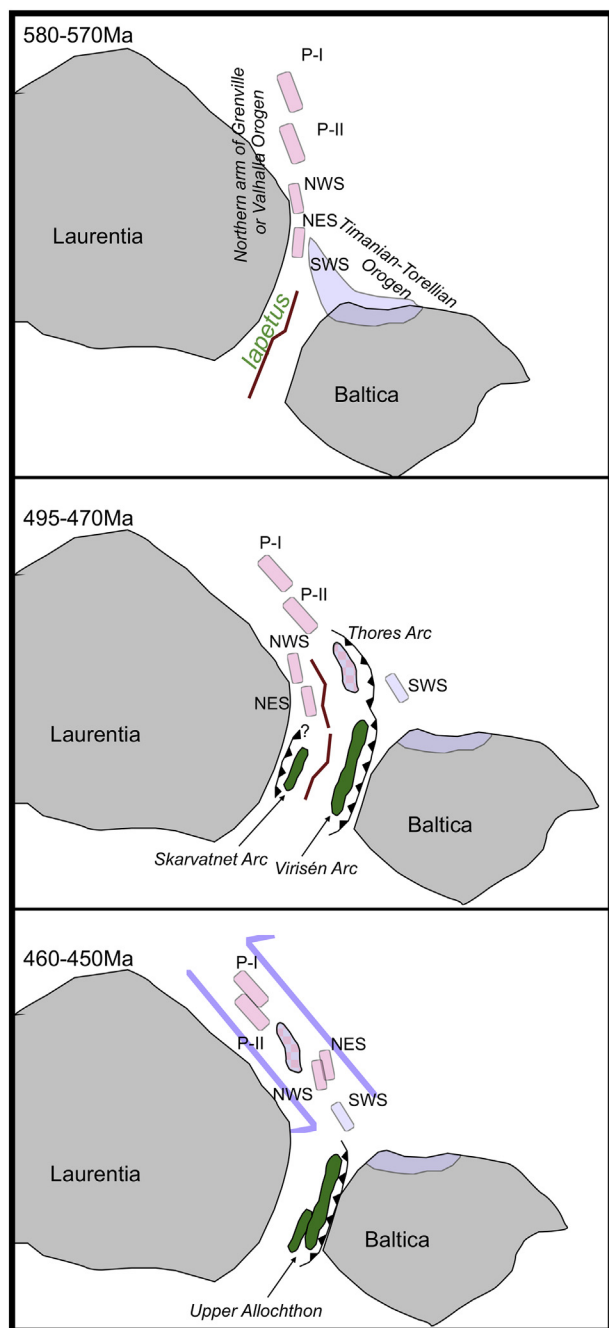 580-570Ma
P-I
P-II
Northern arm of Grenville
or Valhalla Orogen
NWS
NES
SWS
Timanian-Torellian
Orogen
Laurentia
Iapetus
Baltica
495-470Ma
P-I
P-II
Thores Arc
NWS
SWS
NES
?
Laurentia
Baltica
Skarvatnet Arc
Virisén Arc
460-450Ma
P-I
P-II
NES
NWS
SWS
Laurentia
Baltica
Upper Allochthon